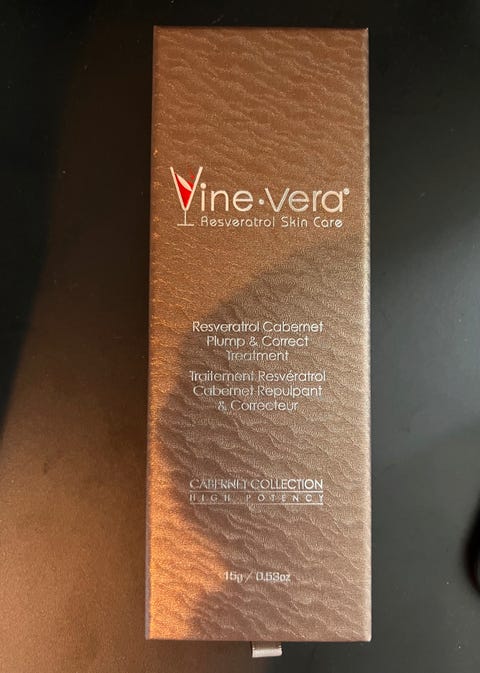 Vine·vera®
Resveratrol Skin Care
Resveratrol Cabernet
Plump & Correct
Treatment
Traitement Resvératrol
Cabernet Repulpant
& Correcteur
CABERNET COLLECTION
HIGH POTENCY
15g / 0.53oz